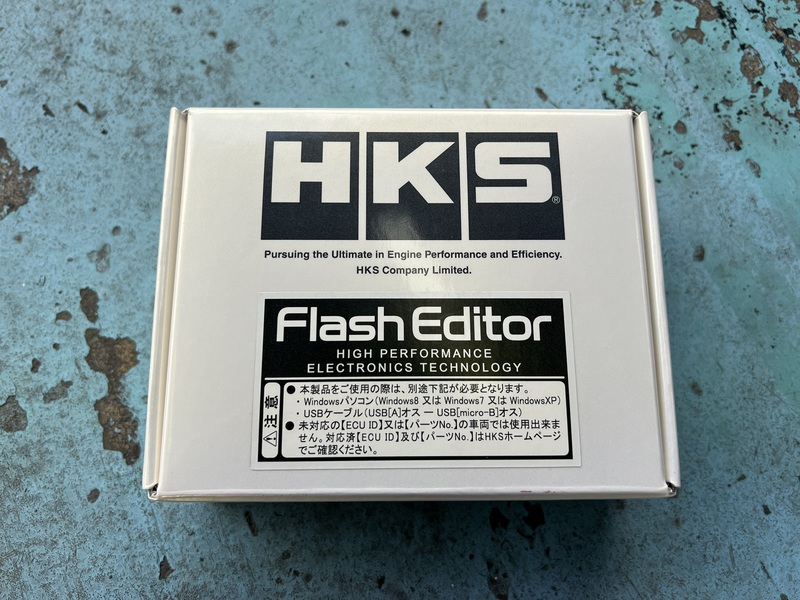 HKS®
Pursuing the Ultimate in Engine Performance and Efficiency.
HKS Company Limited.
Flash Editor
HIGH PERFORMANCE
ELECTRONICS TECHNOLOGY
⚠注意
●本製品をご使用の際は、別途下記が必要となります。
・Windowsパソコン(Windows8 又は Windows7 又は WindowsXP)
・USBケーブル(USB[A]オス ー USB[micro-B]オス)
●未対応の【ECU ID】又は【パーツNo.】の車両では使用出来ま
せん。対応済【ECU ID】及び【パーツNo.】はHKSホームページ
でご確認ください。